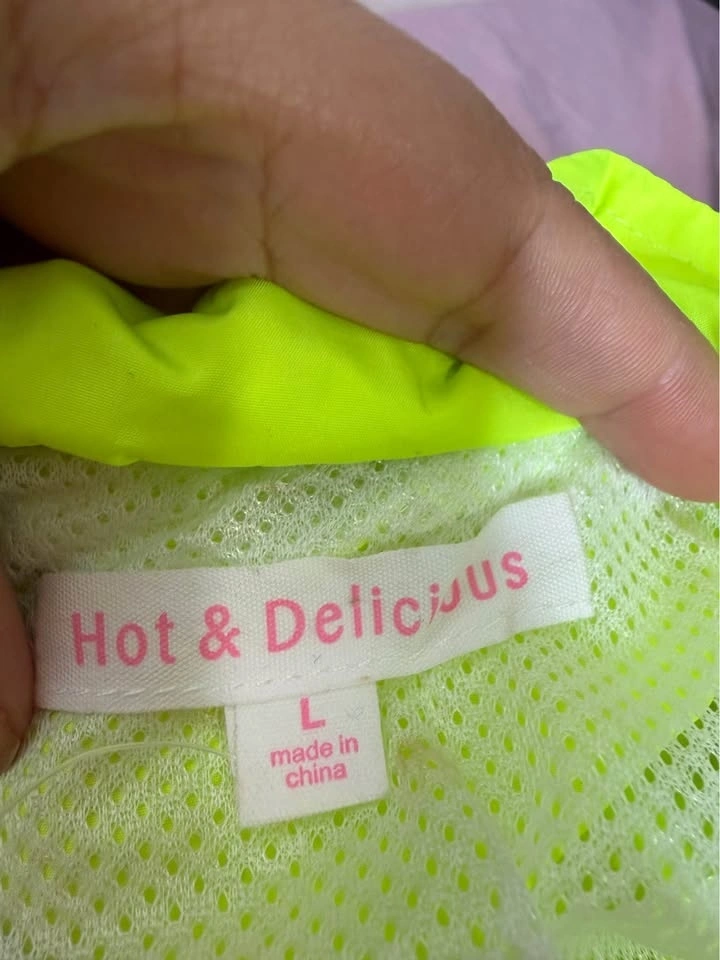 Hot & Delicious
L
made in
china